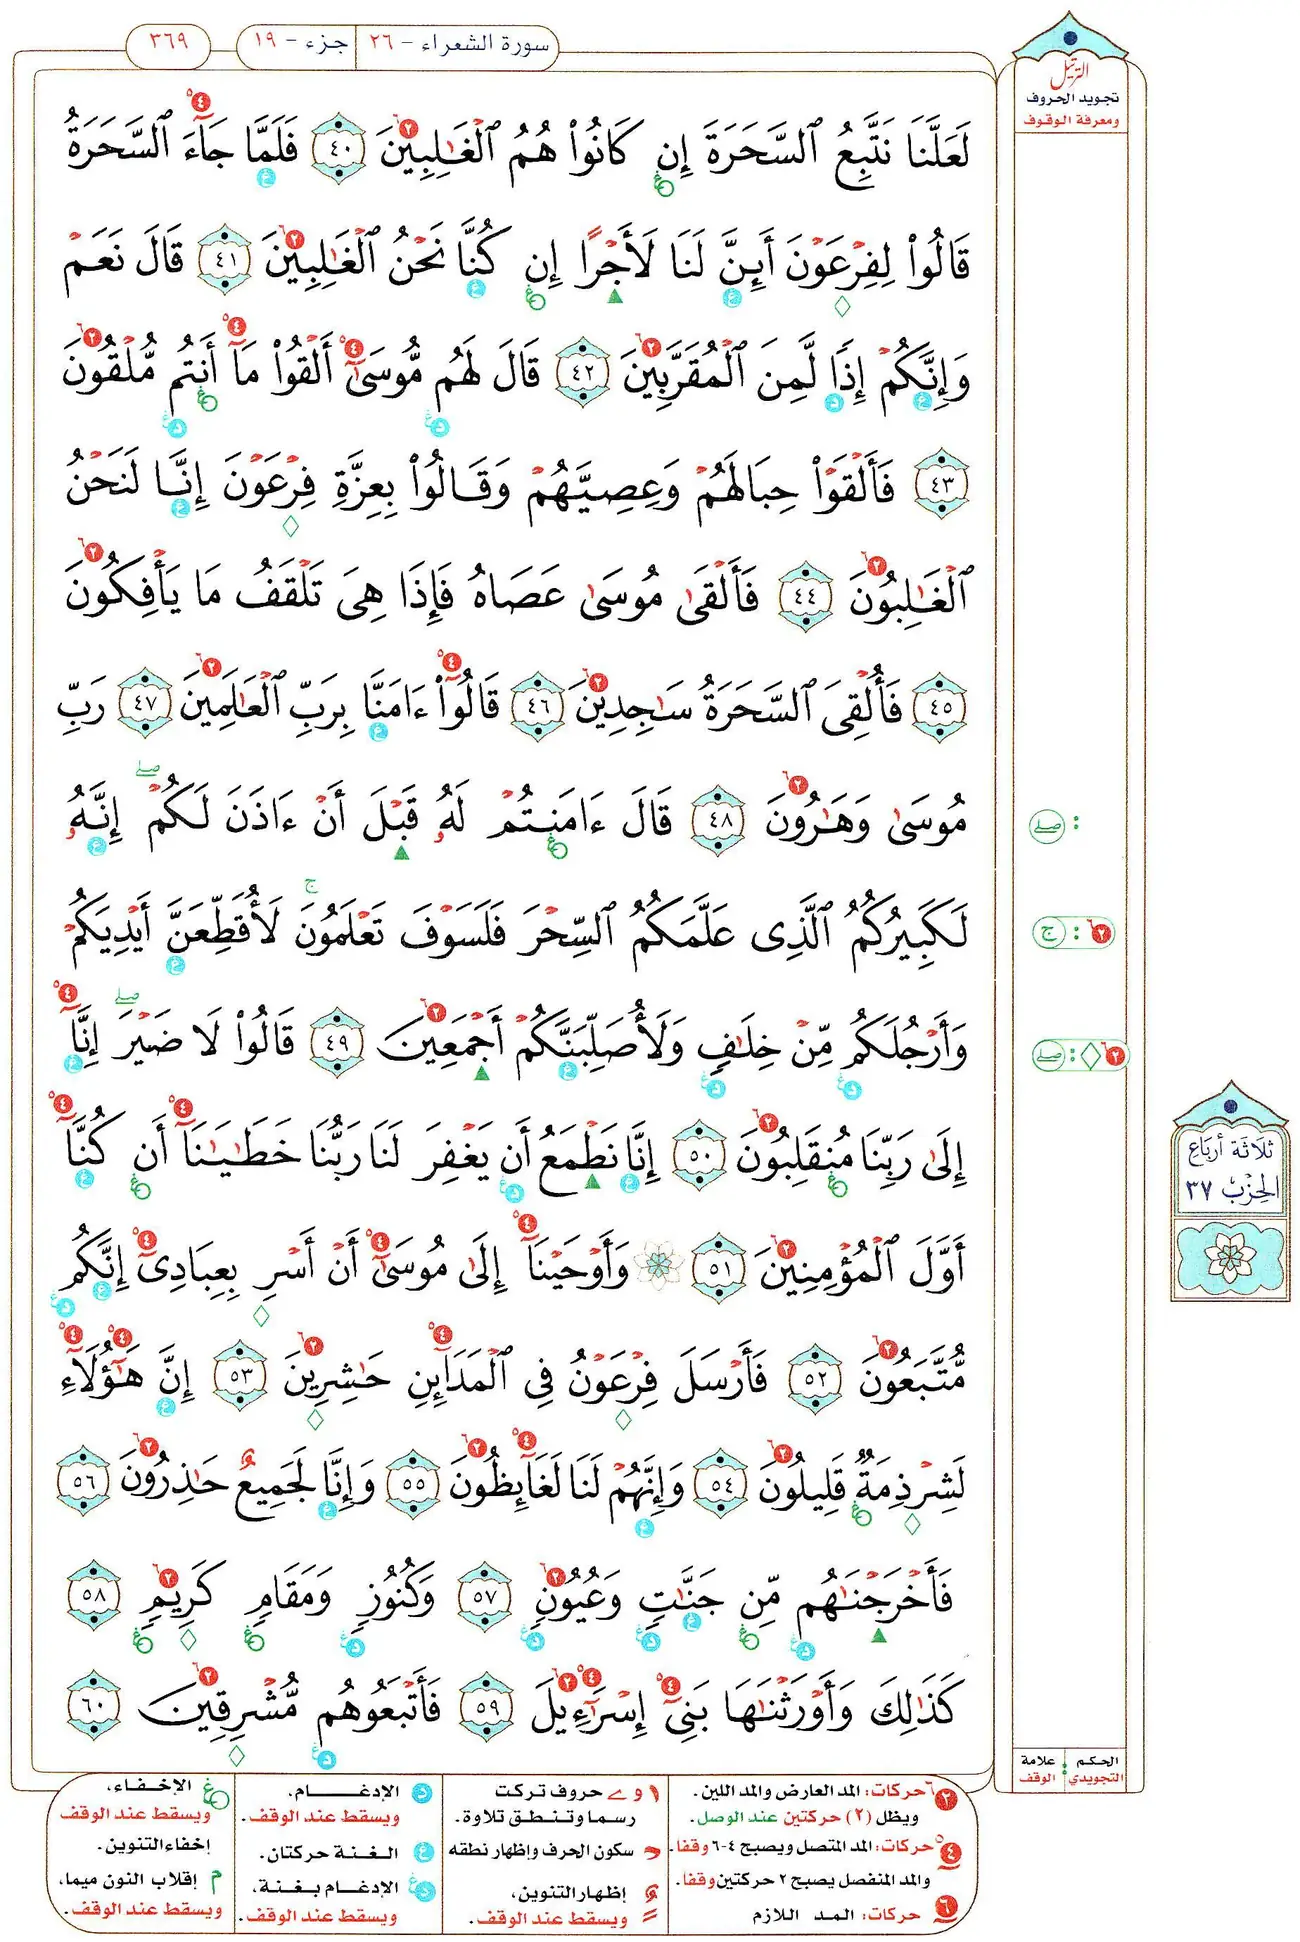 سورة الشعراء - ٢٦ جزء - ١٩ ٣٦٩
الترتيل
تجويد الحروف
ومعرفة الوقوف
لَعَلَّنَا نَتَّبِعُ ٱلسَّحَرَةَ إِن كَانُواْ هُمُ ٱلْغَٰلِبِينَ ٤٠ فَلَمَّا جَآءَ ٱلسَّحَرَةُ
قَالُواْ لِفِرْعَوْنَ أَئِنَّ لَنَا لَأَجْرًا إِن كُنَّا نَحْنُ ٱلْغَٰلِبِينَ ٤١ قَالَ نَعَمْ
وَإِنَّكُمْ إِذًا لَّمِنَ ٱلْمُقَرَّبِينَ ٤٢ قَالَ لَهُم مُّوسَىٰٓ أَلْقُواْ مَآ أَنتُم مُّلْقُونَ
٤٣ فَأَلْقَوْاْ حِبَالَهُمْ وَعِصِيَّهُمْ وَقَالُواْ بِعِزَّةِ فِرْعَوْنَ إِنَّا لَنَحْنُ
ٱلْغَٰلِبُونَ ٤٤ فَأَلْقَىٰ مُوسَىٰ عَصَاهُ فَإِذَا هِىَ تَلْقَفُ مَا يَأْفِكُونَ
٤٥ فَأُلْقِىَ ٱلسَّحَرَةُ سَٰجِدِينَ ٤٦ قَالُوٓاْ ءَامَنَّا بِرَبِّ ٱلْعَٰلَمِينَ ٤٧ رَبِّ
مُوسَىٰ وَهَٰرُونَ ٤٨ قَالَ ءَامَنتُمْ لَهُۥ قَبْلَ أَنْ ءَاذَنَ لَكُمْ ۖ إِنَّهُۥ
لَكَبِيرُكُمُ ٱلَّذِى عَلَّمَكُمُ ٱلسِّحْرَ فَلَسَوْفَ تَعْلَمُونَ ۚ لَأُقَطِّعَنَّ أَيْدِيَكُمْ
وَأَرْجُلَكُم مِّنْ خِلَٰفٍ وَلَأُصَلِّبَنَّكُمْ أَجْمَعِينَ ٤٩ قَالُواْ لَا ضَيْرَ ۖ إِنَّآ
إِلَىٰ رَبِّنَا مُنقَلِبُونَ ٥٠ إِنَّا نَطْمَعُ أَن يَغْفِرَ لَنَا رَبُّنَا خَطَٰيَٰنَآ أَن كُنَّآ
أَوَّلَ ٱلْمُؤْمِنِينَ ٥١ وَأَوْحَيْنَآ إِلَىٰ مُوسَىٰٓ أَنْ أَسْرِ بِعِبَادِىٓ إِنَّكُم
مُّتَّبَعُونَ ٥٢ فَأَرْسَلَ فِرْعَوْنُ فِى ٱلْمَدَآئِنِ حَٰشِرِينَ ٥٣ إِنَّ هَٰٓؤُلَآءِ
لَشِرْذِمَةٌ قَلِيلُونَ ٥٤ وَإِنَّهُمْ لَنَا لَغَآئِظُونَ ٥٥ وَإِنَّا لَجَمِيعٌ حَٰذِرُونَ ٥٦
فَأَخْرَجْنَٰهُم مِّن جَنَّٰتٍ وَعُيُونٍ ٥٧ وَكُنُوزٍ وَمَقَامٍ كَرِيمٍ ٥٨
كَذَٰلِكَ وَأَوْرَثْنَٰهَا بَنِىٓ إِسْرَٰٓءِيلَ ٥٩ فَأَتْبَعُوهُم مُّشْرِقِينَ ٦٠
صلے :
٢ : ج
٢ : صلے
ثلاثة أرباع
الحزب ٣٧
الحكم التجويدي : علامة الوقف
٦ حركات: المد العارض والمد اللين.
ويظل (٢) حركتين عند الوصل.
٥ حركات: المد المتصل ويصبح ٤-٦ وقفا.
والمد المنفصل يصبح ٢ حركتين وقفا.
٦ حركات: المد اللازم
ا و ے حروف تركت
رسما وتنطق تلاوة.
سكون الحرف وإظهار نطقه
إظهار التنوين،
ويسقط عند الوقف.
د الإدغام.
ويسقط عند الوقف.
غ الغنة حركتان.
دغ الإدغام بغنة،
ويسقط عند الوقف.
الإخفاء،
ويسقط عند الوقف
إخفاء التنوين.
م إقلاب النون ميما،
ويسقط عند الوقف.